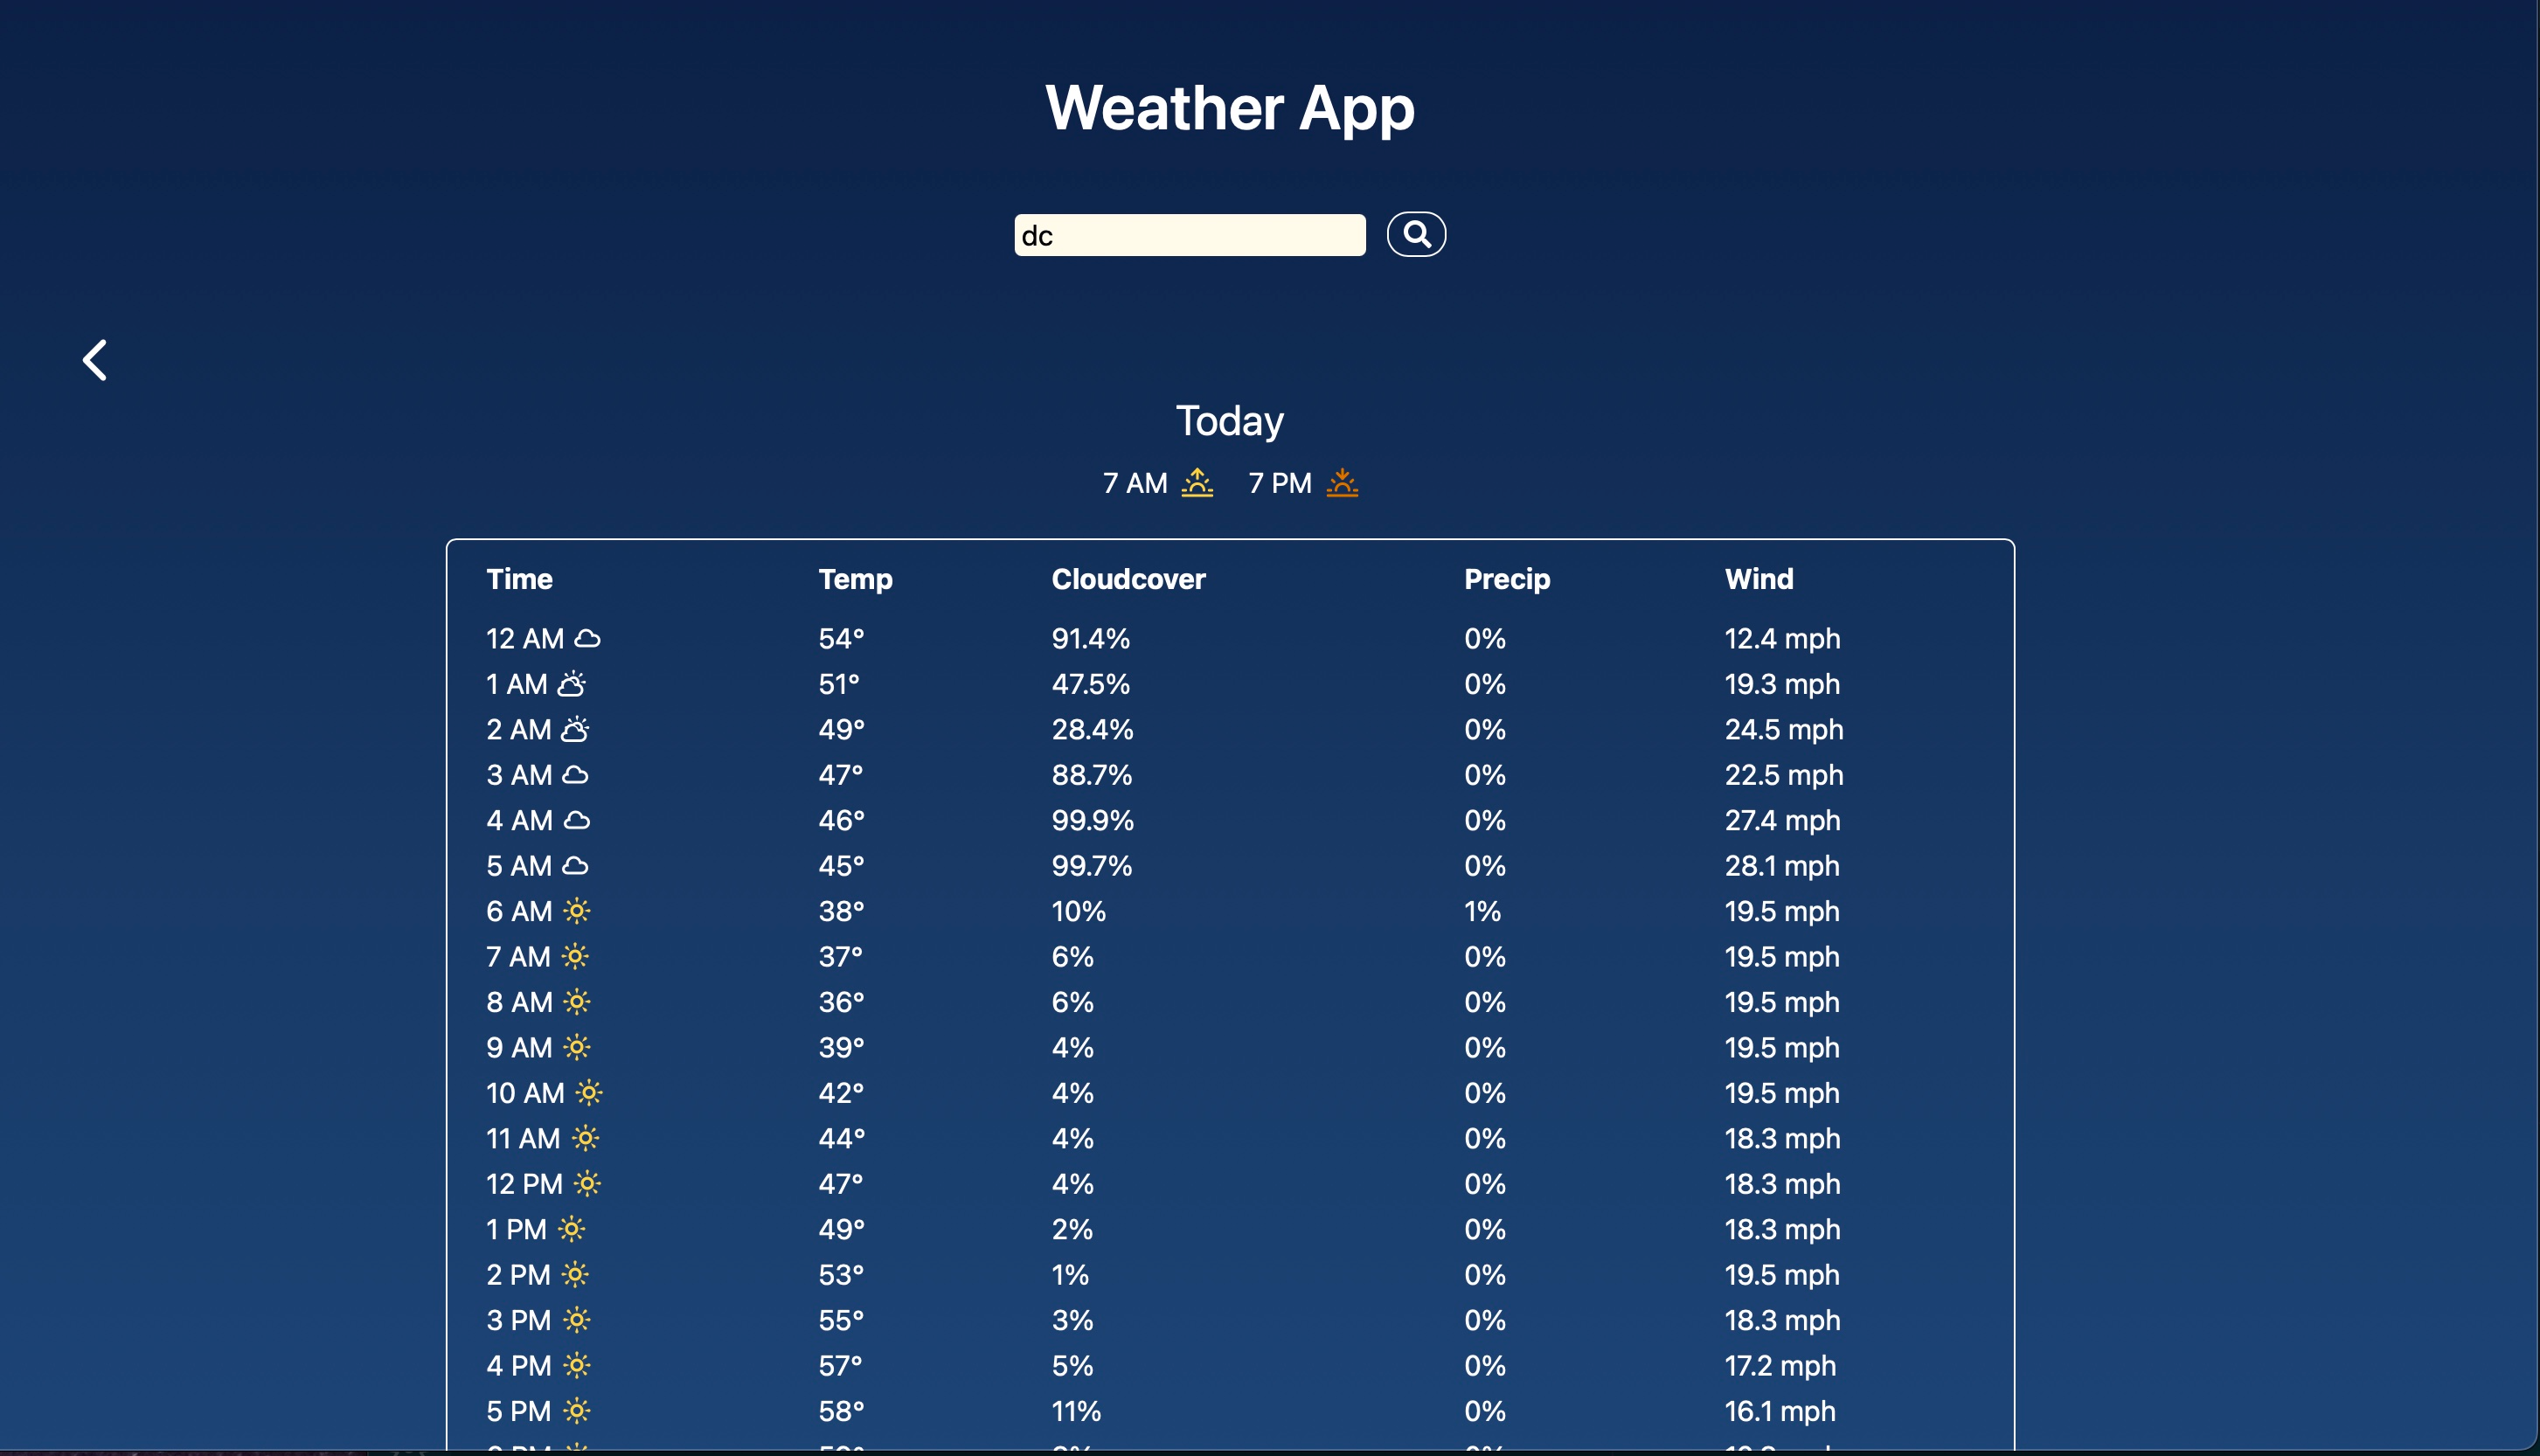 Weather App
dc
Today
7 AM 7 PM
Time Temp Cloudcover Precip Wind
12 AM 54° 91.4% 0% 12.4 mph
1 AM 51° 47.5% 0% 19.3 mph
2 AM 49° 28.4% 0% 24.5 mph
3 AM 47° 88.7% 0% 22.5 mph
4 AM 46° 99.9% 0% 27.4 mph
5 AM 45° 99.7% 0% 28.1 mph
6 AM 38° 10% 1% 19.5 mph
7 AM 37° 6% 0% 19.5 mph
8 AM 36° 6% 0% 19.5 mph
9 AM 39° 4% 0% 19.5 mph
10 AM 42° 4% 0% 19.5 mph
11 AM 44° 4% 0% 18.3 mph
12 PM 47° 4% 0% 18.3 mph
1 PM 49° 2% 0% 18.3 mph
2 PM 53° 1% 0% 19.5 mph
3 PM 55° 3% 0% 18.3 mph
4 PM 57° 5% 0% 17.2 mph
5 PM 58° 11% 0% 16.1 mph